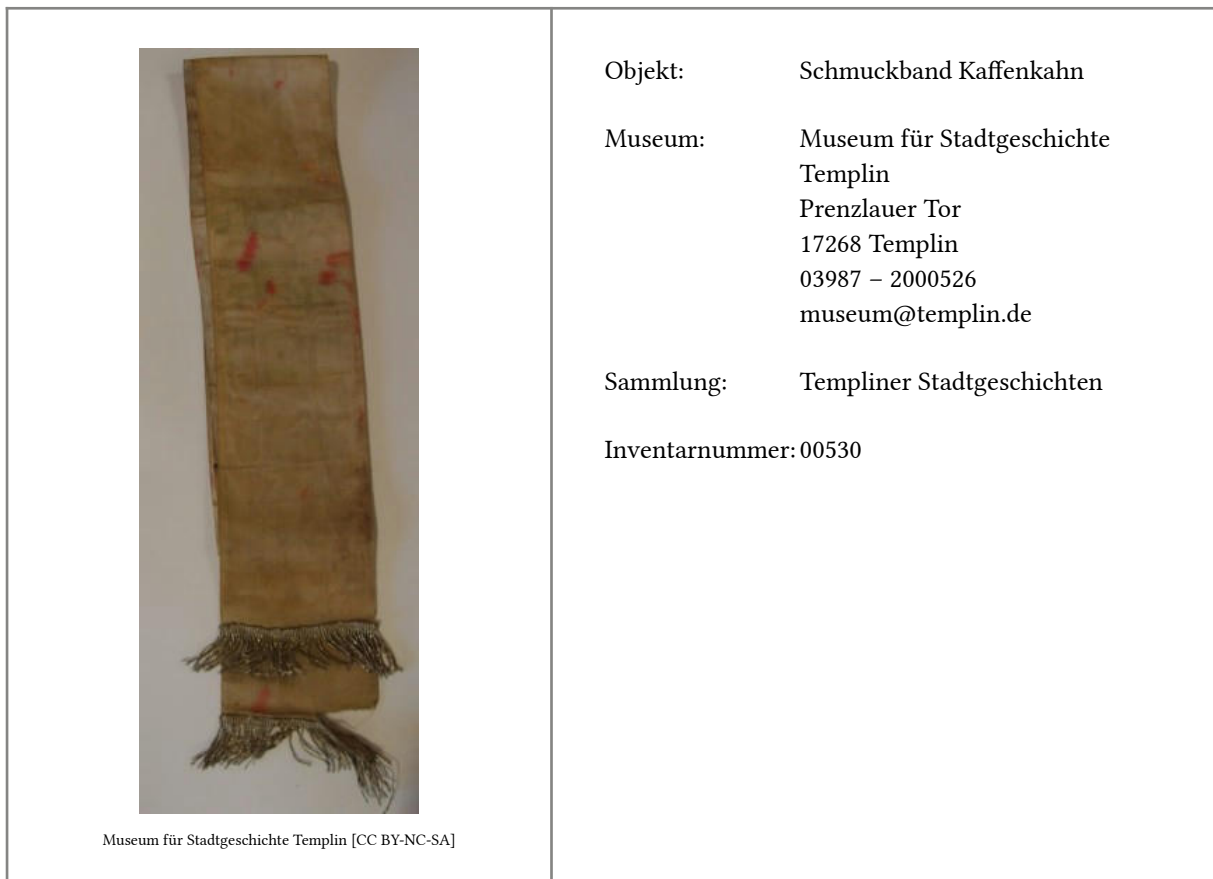 Museum für Stadtgeschichte Templin [CC BY-NC-SA]
Objekt: Schmuckband Kaffenkahn
Museum: Museum für Stadtgeschichte
Templin
Prenzlauer Tor
17268 Templin
03987 – 2000526
museum@templin.de
Sammlung: Templiner Stadtgeschichten
Inventarnummer: 00530